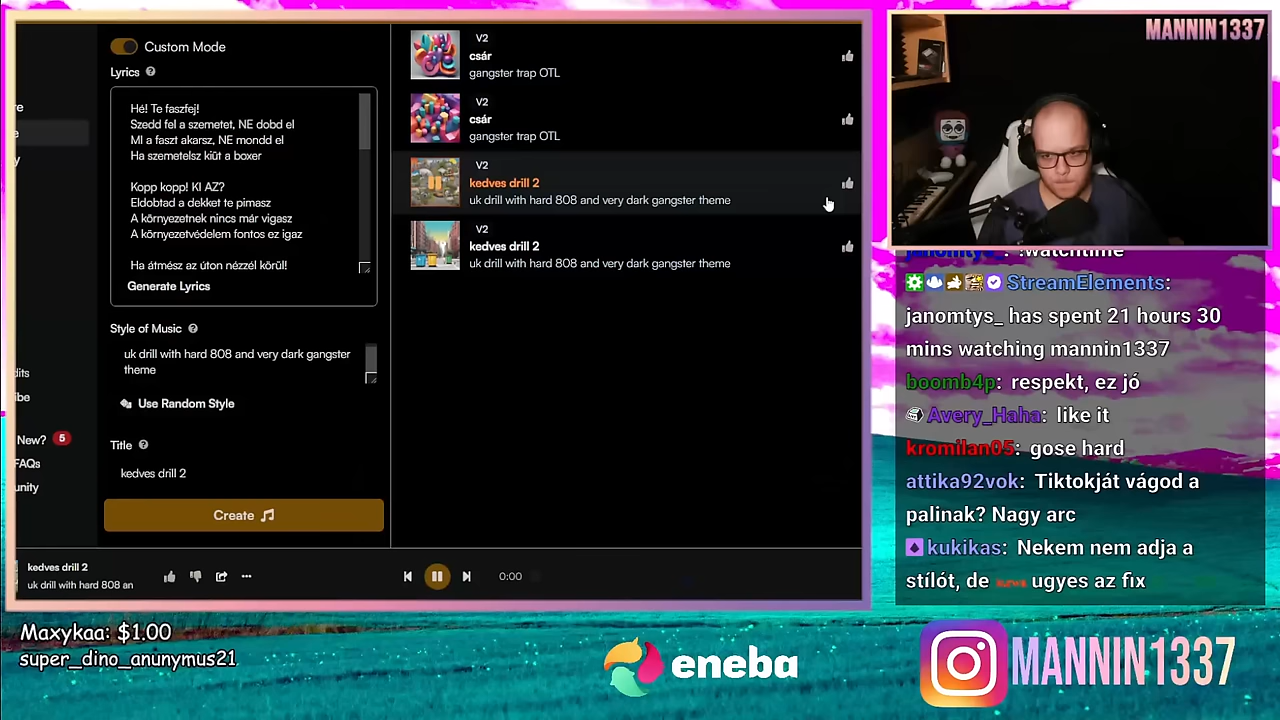 Custom Mode
Lyrics
Hé! Te faszfej!
Szedd fel a szemetet, NE dobd el
MI a faszt akarsz, NE mondd el
Ha szemetelsz kiüt a boxer
Kopp kopp! KI AZ?
Eldobtad a dekket te pimasz
A környezetnek nincs már vigasz
A környezetvédelem fontos ez igaz
Ha átmész az úton nézzél körül!
Generate Lyrics
Style of Music
uk drill with hard 808 and very dark gangster
theme
Use Random Style
Title
kedves drill 2
Create
re
e
y
dits
ibe
New? 5
FAQs
unity
V2
csár
gangster trap OTL
V2
csár
gangster trap OTL
V2
kedves drill 2
uk drill with hard 808 and very dark gangster theme
V2
kedves drill 2
uk drill with hard 808 and very dark gangster theme
kedves drill 2
uk drill with hard 808 an
0:00
MANNIN1337
janomtys_: !watchtime
StreamElements:
janomtys_ has spent 21 hours 30
mins watching mannin1337
boomb4p: respekt, ez jó
Avery_Haha: like it
kromilan05: gose hard
attika92vok: Tiktokját vágod a
palinak? Nagy arc
kukikas: Nekem nem adja a
stílót, de ugyes az fix
Maxykaa: $1.00
super_dino_anunymus21
eneba
MANNIN1337